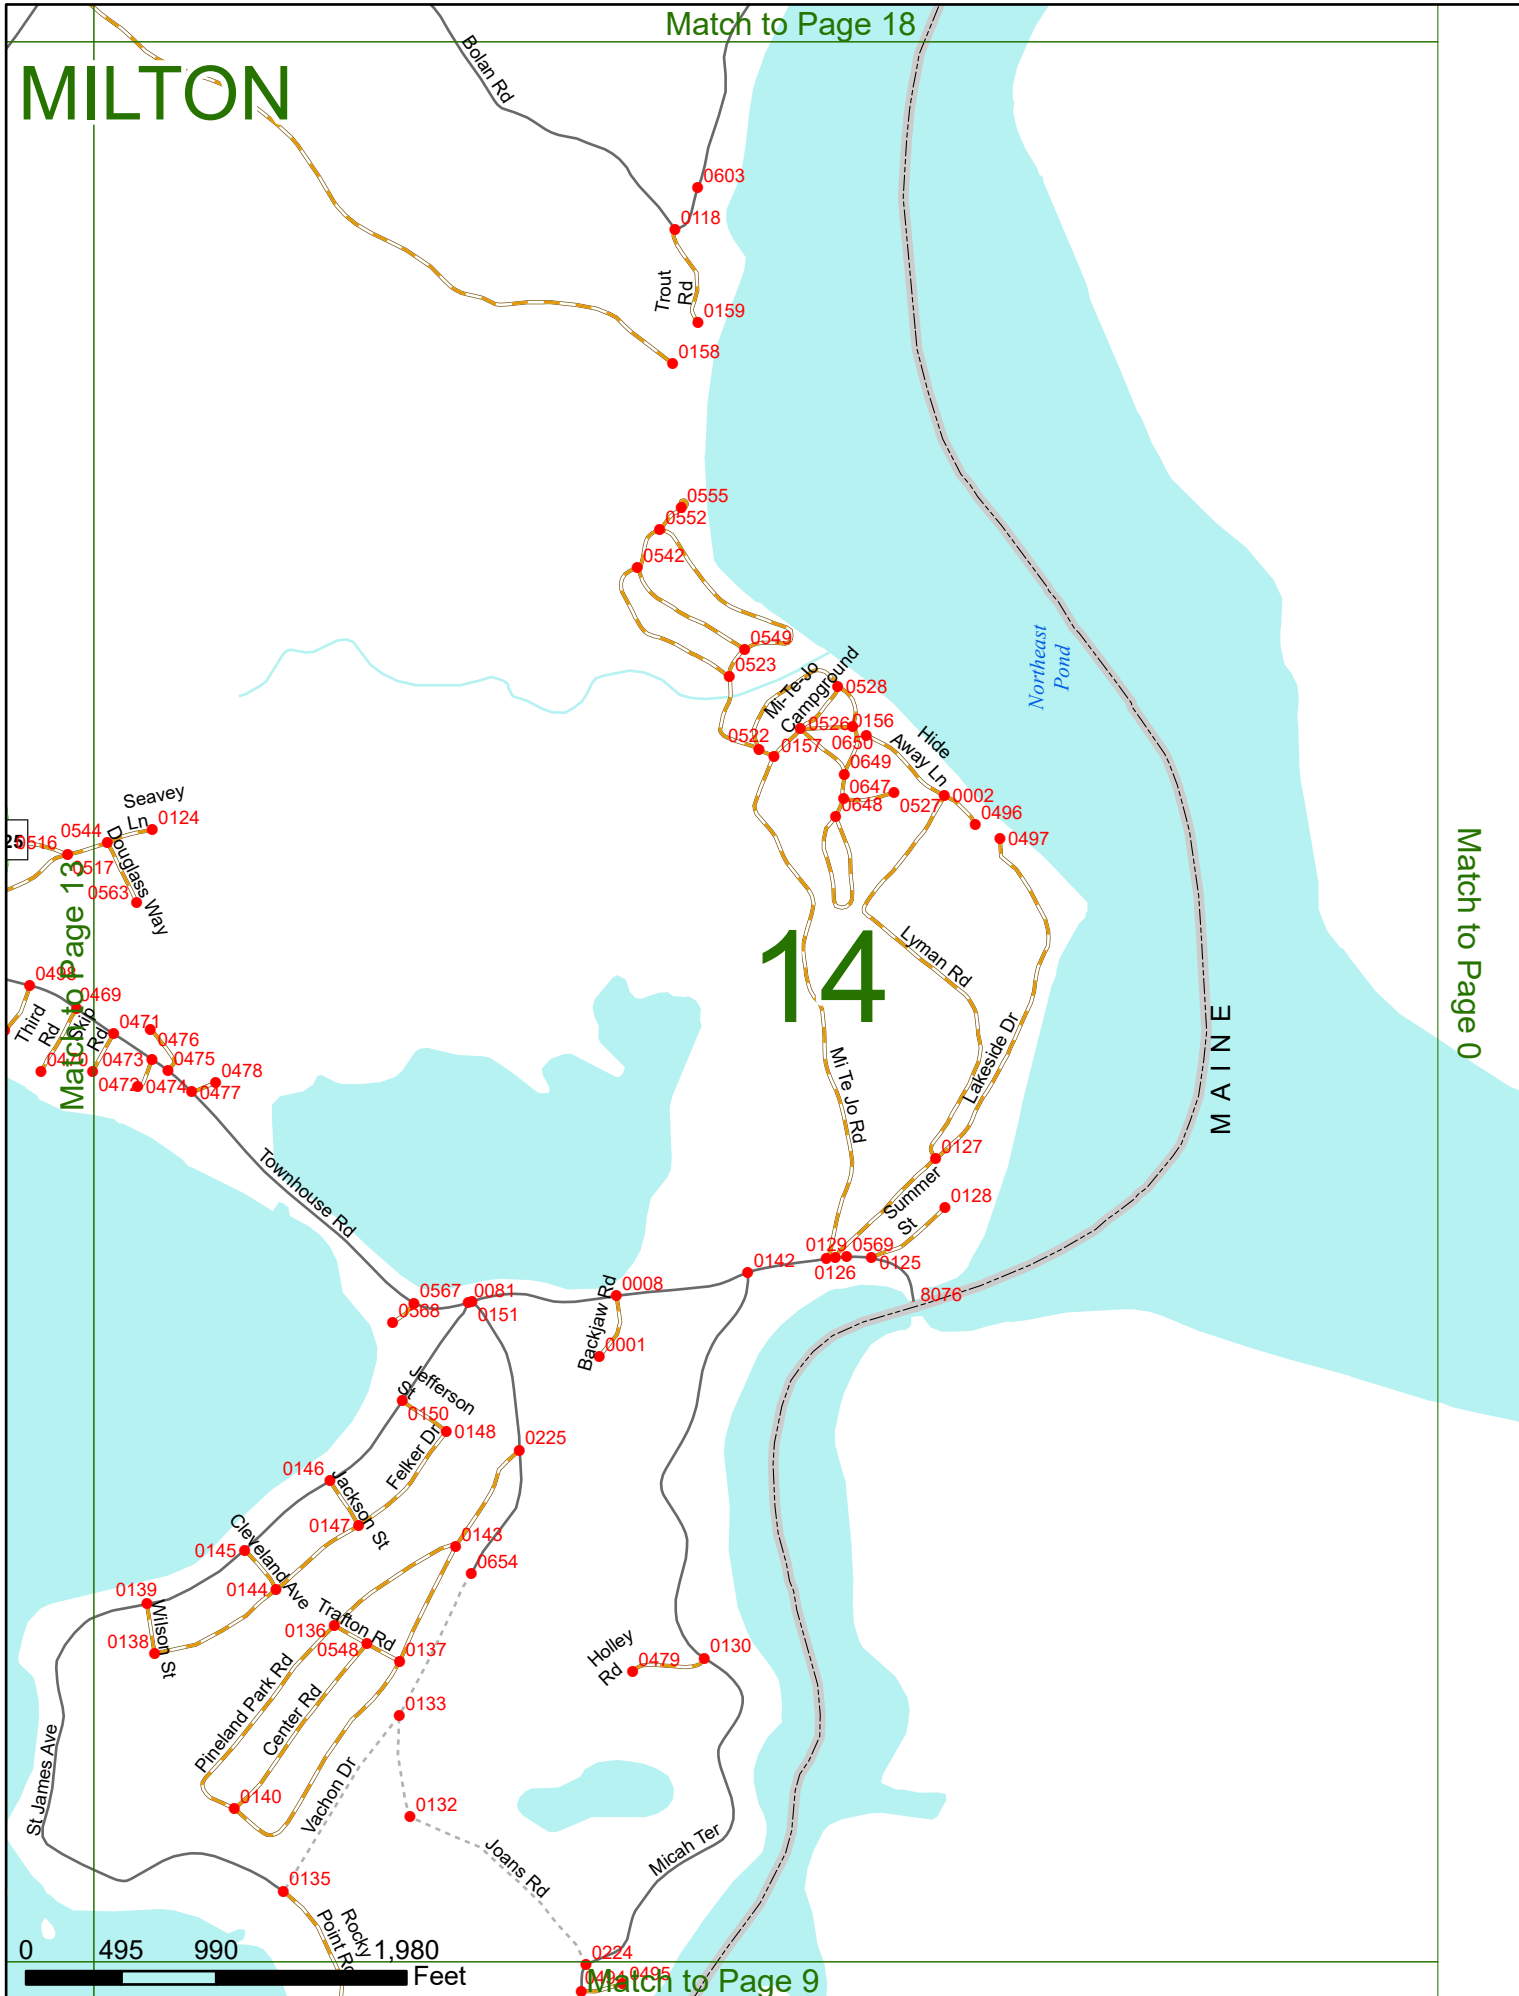 Match to Page 18
MILTON
Bolan Rd
0603
0118
Trout
Rd
0159
0158
0555
0552
0542
0549
0523
Northeast
Pond
Mi-Te-Jo
Campground
0528
0526
0156
0522
0157
0650
Hide
Away Ln
0649
0647
0527
0002
0648
0496
0497
Seavey
Ln
0124
0544
25
0516
0517
Douglass Way
0563
Match to Page 13
Match to Page 0
14
Lyman Rd
0498
0469
Third
Rd
Skip
Rd
0471
0476
0470
0473
0475
0478
0472
0474
0477
Mi Te Jo Rd
Lakeside Dr
MAINE
Townhouse Rd
0127
Summer
St
0128
0129
0569
0142
0126
0125
8076
0567
0081
0008
0568
0151
Backjaw Rd
0001
Jefferson
St
0150
0148
0225
Felker Dr
0146
Jackson St
0147
0143
0145
Cleveland Ave
0654
0144
0139
Wilson St
0138
0136
Trafton Rd
0548
0137
Holley
Rd
0479
0130
Pineland Park Rd
Center Rd
0133
St James Ave
0140
Vachon Dr
0132
Joans Rd
Micah Ter
0135
Rocky
Point Rd
0224
0494
0495
0 495 990 1,980
Feet
Match to Page 9